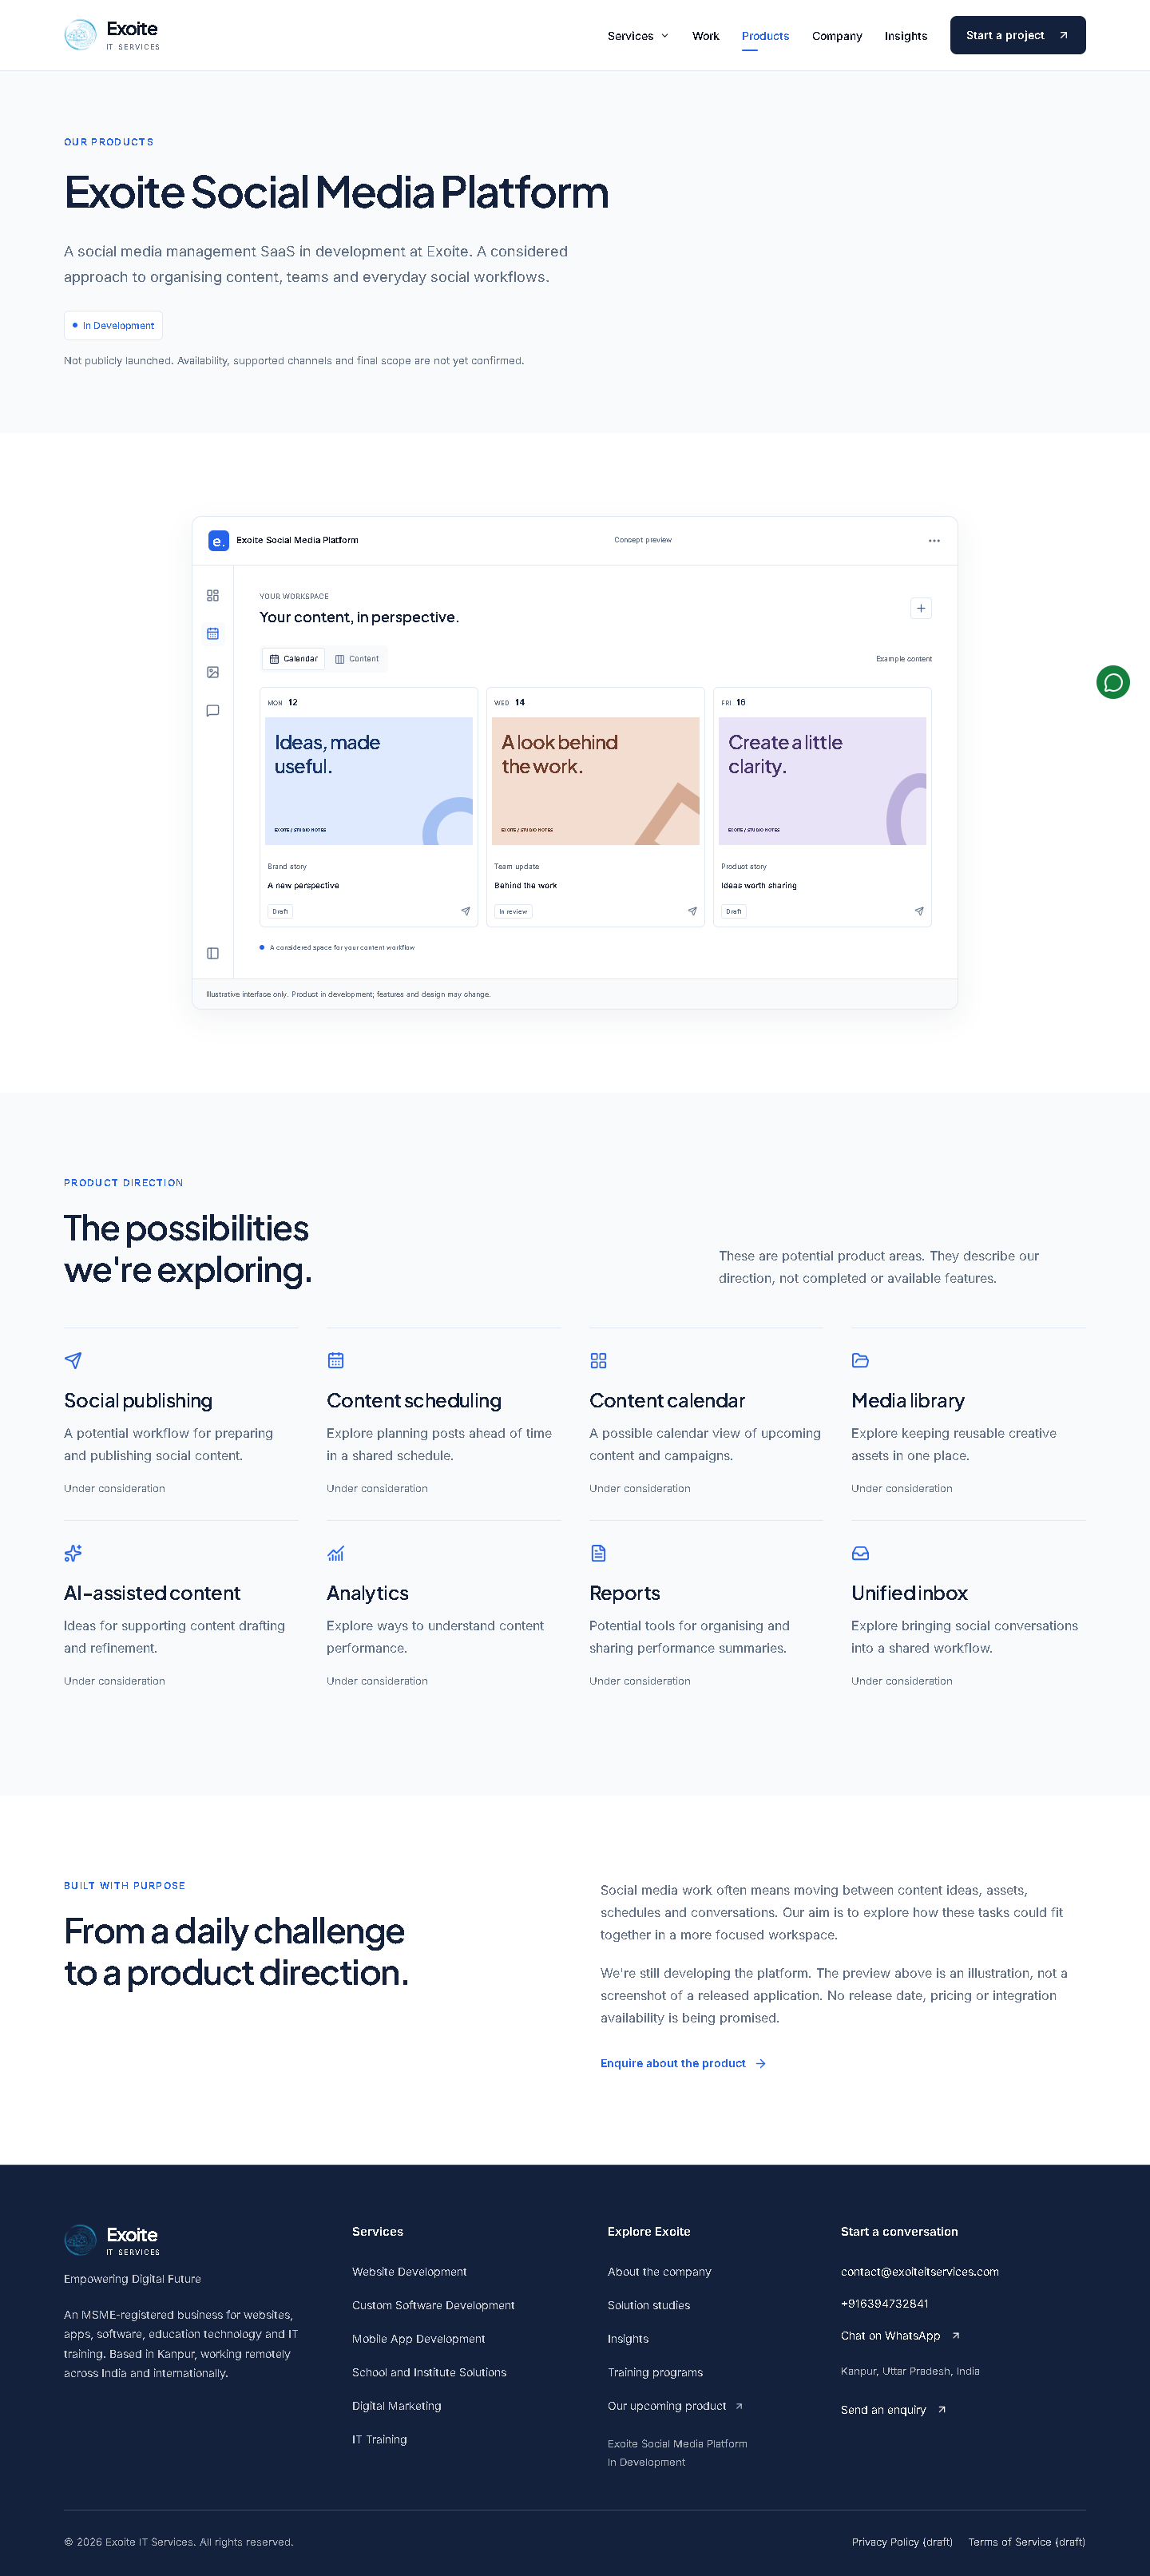 Exoite
IT SERVICES
Services
Work
Products
Company
Insights
Start a project
OUR PRODUCTS
Exoite Social Media Platform
A social media management SaaS in development at Exoite. A considered
approach to organising content, teams and everyday social workflows.
In Development
Not publicly launched. Availability, supported channels and final scope are not yet confirmed.
e.
Exoite Social Media Platform
Concept preview
YOUR WORKSPACE
Your content, in perspective.
Calendar
Content
Example content
MON 12
Ideas, made
useful.
EXOITE / STUDIO NOTES
Brand story
A new perspective
Draft
WED 14
A look behind
the work.
EXOITE / STUDIO NOTES
Team update
Behind the work
In review
FRI 16
Create a little
clarity.
EXOITE / STUDIO NOTES
Product story
Ideas worth sharing
Draft
A considered space for your content workflow
Illustrative interface only. Product in development; features and design may change.
PRODUCT DIRECTION
The possibilities
we're exploring.
These are potential product areas. They describe our
direction, not completed or available features.
Social publishing
A potential workflow for preparing
and publishing social content.
Under consideration
Content scheduling
Explore planning posts ahead of time
in a shared schedule.
Under consideration
Content calendar
A possible calendar view of upcoming
content and campaigns.
Under consideration
Media library
Explore keeping reusable creative
assets in one place.
Under consideration
AI-assisted content
Ideas for supporting content drafting
and refinement.
Under consideration
Analytics
Explore ways to understand content
performance.
Under consideration
Reports
Potential tools for organising and
sharing performance summaries.
Under consideration
Unified inbox
Explore bringing social conversations
into a shared workflow.
Under consideration
BUILT WITH PURPOSE
From a daily challenge
to a product direction.
Social media work often means moving between content ideas, assets,
schedules and conversations. Our aim is to explore how these tasks could fit
together in a more focused workspace.
We're still developing the platform. The preview above is an illustration, not a
screenshot of a released application. No release date, pricing or integration
availability is being promised.
Enquire about the product
Exoite
IT SERVICES
Empowering Digital Future
An MSME-registered business for websites,
apps, software, education technology and IT
training. Based in Kanpur, working remotely
across India and internationally.
Services
Website Development
Custom Software Development
Mobile App Development
School and Institute Solutions
Digital Marketing
IT Training
Explore Exoite
About the company
Solution studies
Insights
Training programs
Our upcoming product
Exoite Social Media Platform
In Development
Start a conversation
contact@exoiteitservices.com
+916394732841
Chat on WhatsApp
Kanpur, Uttar Pradesh, India
Send an enquiry
© 2026 Exoite IT Services. All rights reserved.
Privacy Policy (draft)
Terms of Service (draft)